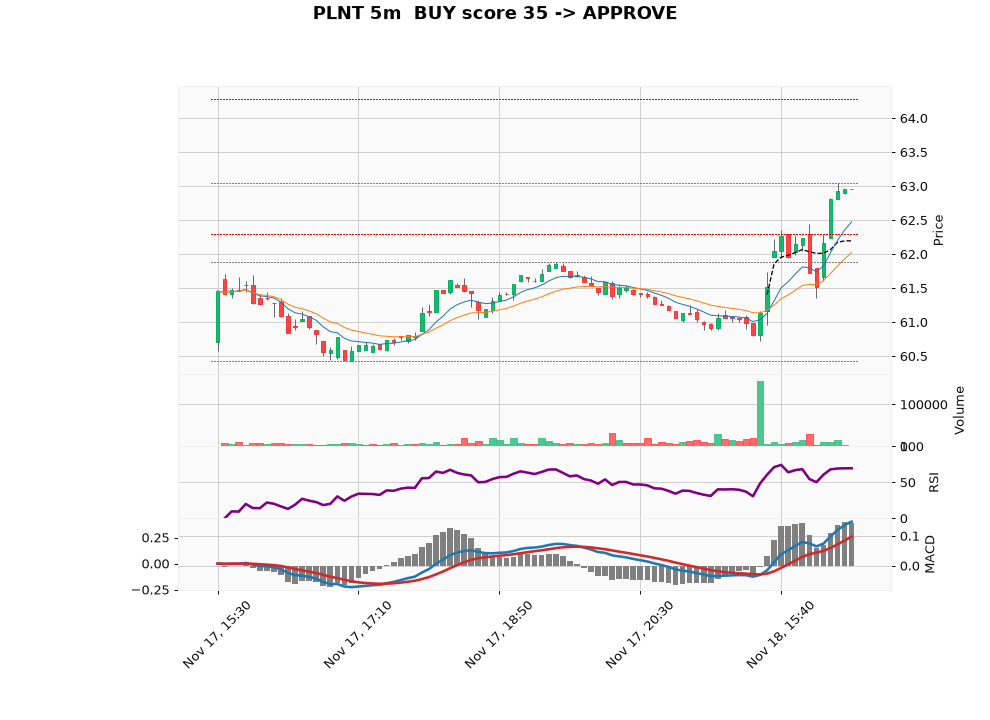 PLNT 5m  BUY score 35 -> APPROVE
64.0
63.5
63.0
62.5
62.0
61.5
61.0
60.5
Price
100000
0
Volume
100
50
0
RSI
0.25
0.00
−0.25
0.1
0.0
MACD
Nov 17, 15:30
Nov 17, 17:10
Nov 17, 18:50
Nov 17, 20:30
Nov 18, 15:40